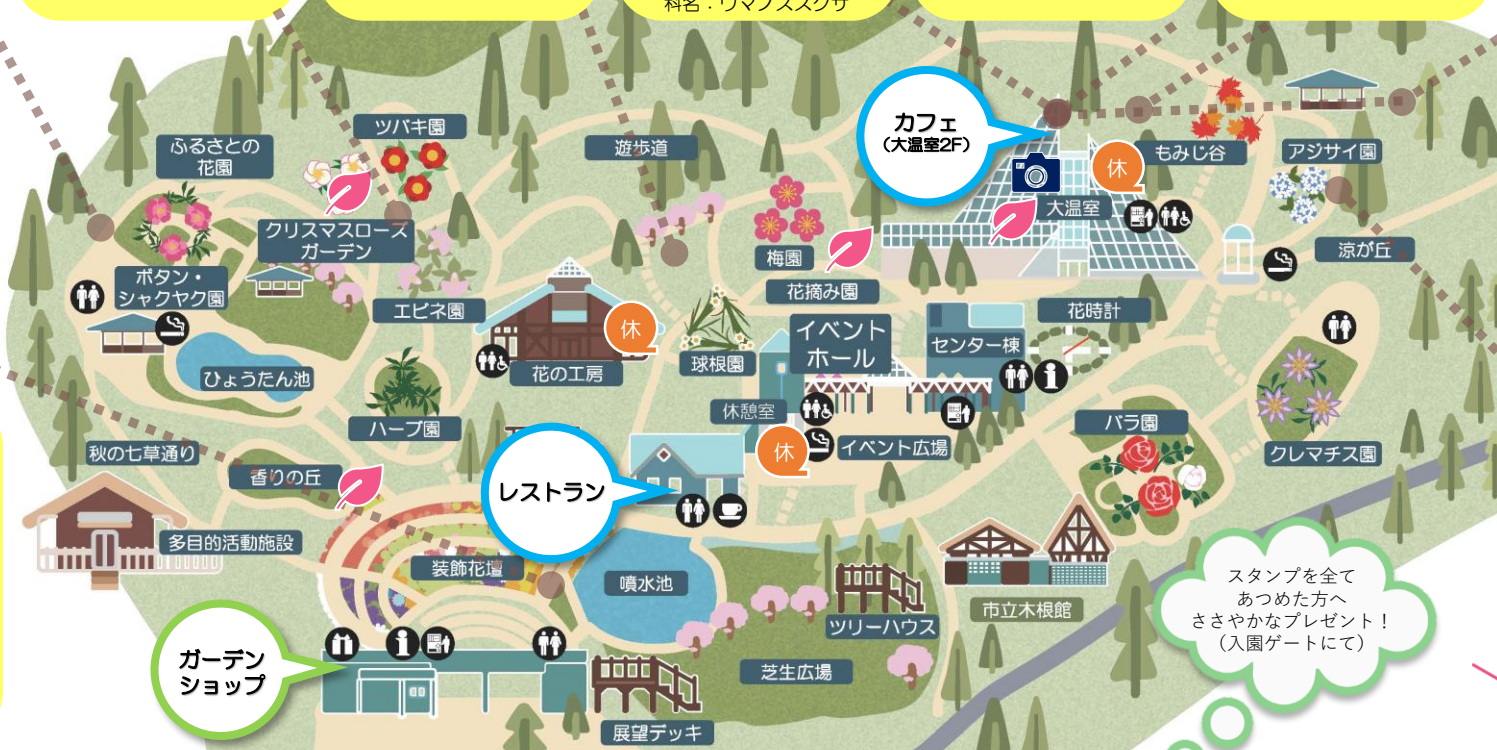 科名：ウマノスズクサ
カフェ
（大温室2F）
ツバキ園
ふるさとの
花園
遊歩道
休
もみじ谷
アジサイ園
大温室
クリスマスローズ
ガーデン
梅園
涼が丘
ボタン・
シャクヤク園
花摘み園
エビネ園
休
イベント
ホール
花時計
センター棟
球根園
ひょうたん池
花の工房
休憩室
ハーブ園
バラ園
秋の七草通り
休
イベント広場
クレマチス園
香りの丘
レストラン
多目的活動施設
装飾花壇
噴水池
市立木根館
ツリーハウス
スタンプを全て
あつめた方へ
ささやかなプレゼント！
（入園ゲートにて）
ガーデン
ショップ
芝生広場
展望デッキ